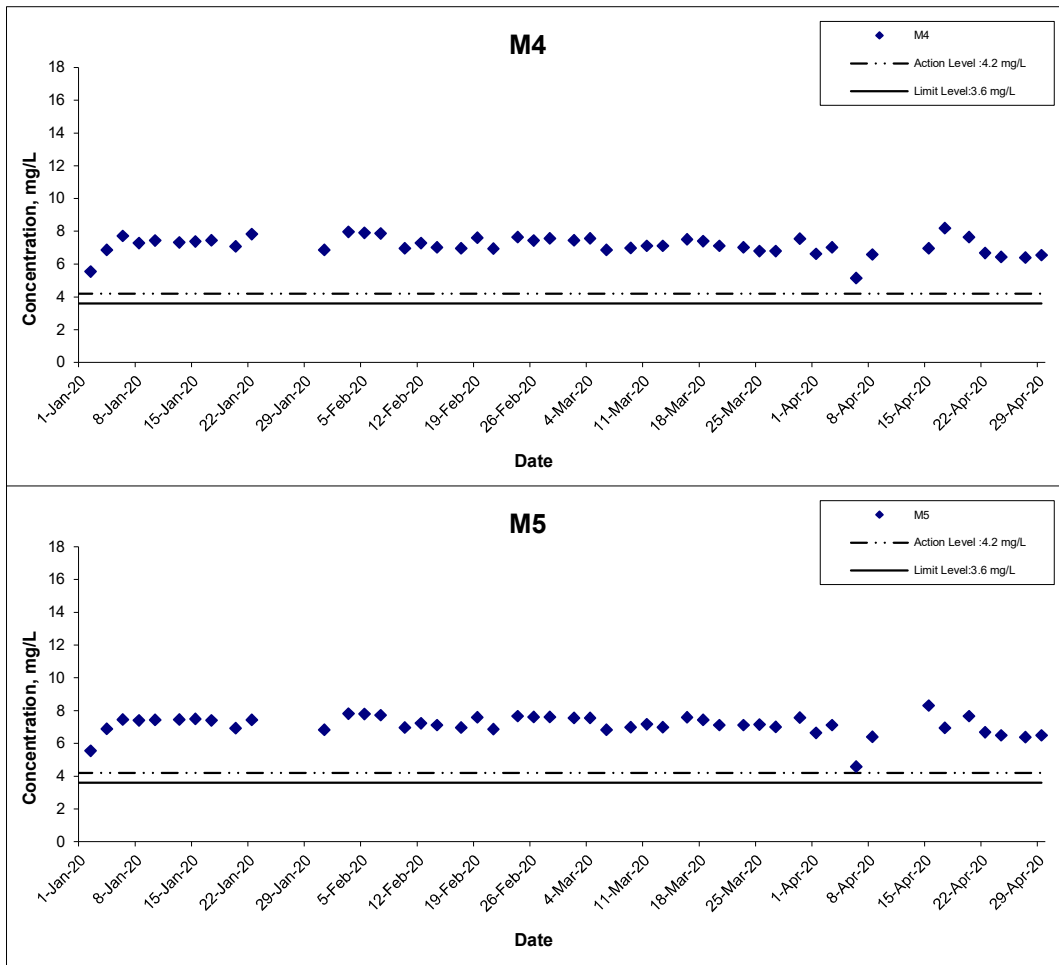 M4
M4
Action Level :4.2 mg/L
Limit Level:3.6 mg/L
Concentration, mg/L
18
16
14
12
10
8
6
4
2
0
1-Jan-20
8-Jan-20
15-Jan-20
22-Jan-20
29-Jan-20
5-Feb-20
12-Feb-20
19-Feb-20
26-Feb-20
4-Mar-20
11-Mar-20
18-Mar-20
25-Mar-20
1-Apr-20
8-Apr-20
15-Apr-20
22-Apr-20
29-Apr-20
Date
M5
M5
Action Level :4.2 mg/L
Limit Level:3.6 mg/L
Concentration, mg/L
18
16
14
12
10
8
6
4
2
0
1-Jan-20
8-Jan-20
15-Jan-20
22-Jan-20
29-Jan-20
5-Feb-20
12-Feb-20
19-Feb-20
26-Feb-20
4-Mar-20
11-Mar-20
18-Mar-20
25-Mar-20
1-Apr-20
8-Apr-20
15-Apr-20
22-Apr-20
29-Apr-20
Date